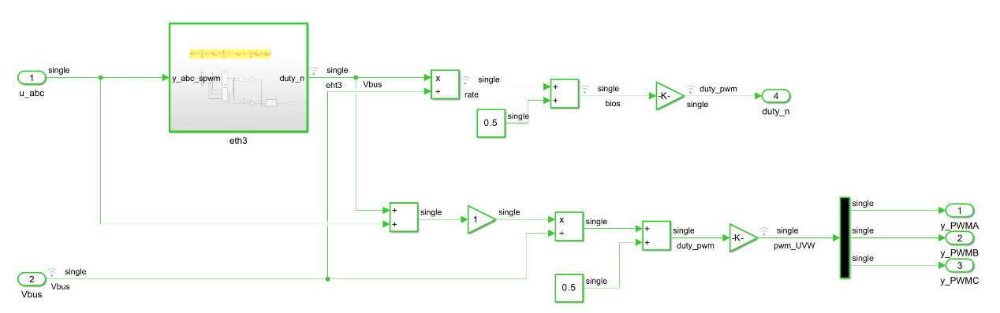 1
single
u_abc
y_abc_spwm
duty_n
eth3
single
eht3
Vbus
x
÷
single
rate
+
+
single
bios
0.5
single
-K-
duty_pwm
single
4
duty_n
+
+
single
1
single
x
÷
single
+
+
single
duty_pwm
-K-
single
pwm_UVW
single
1
y_PWMA
single
2
y_PWMB
single
3
y_PWMC
2
single
Vbus
Vbus
0.5
single